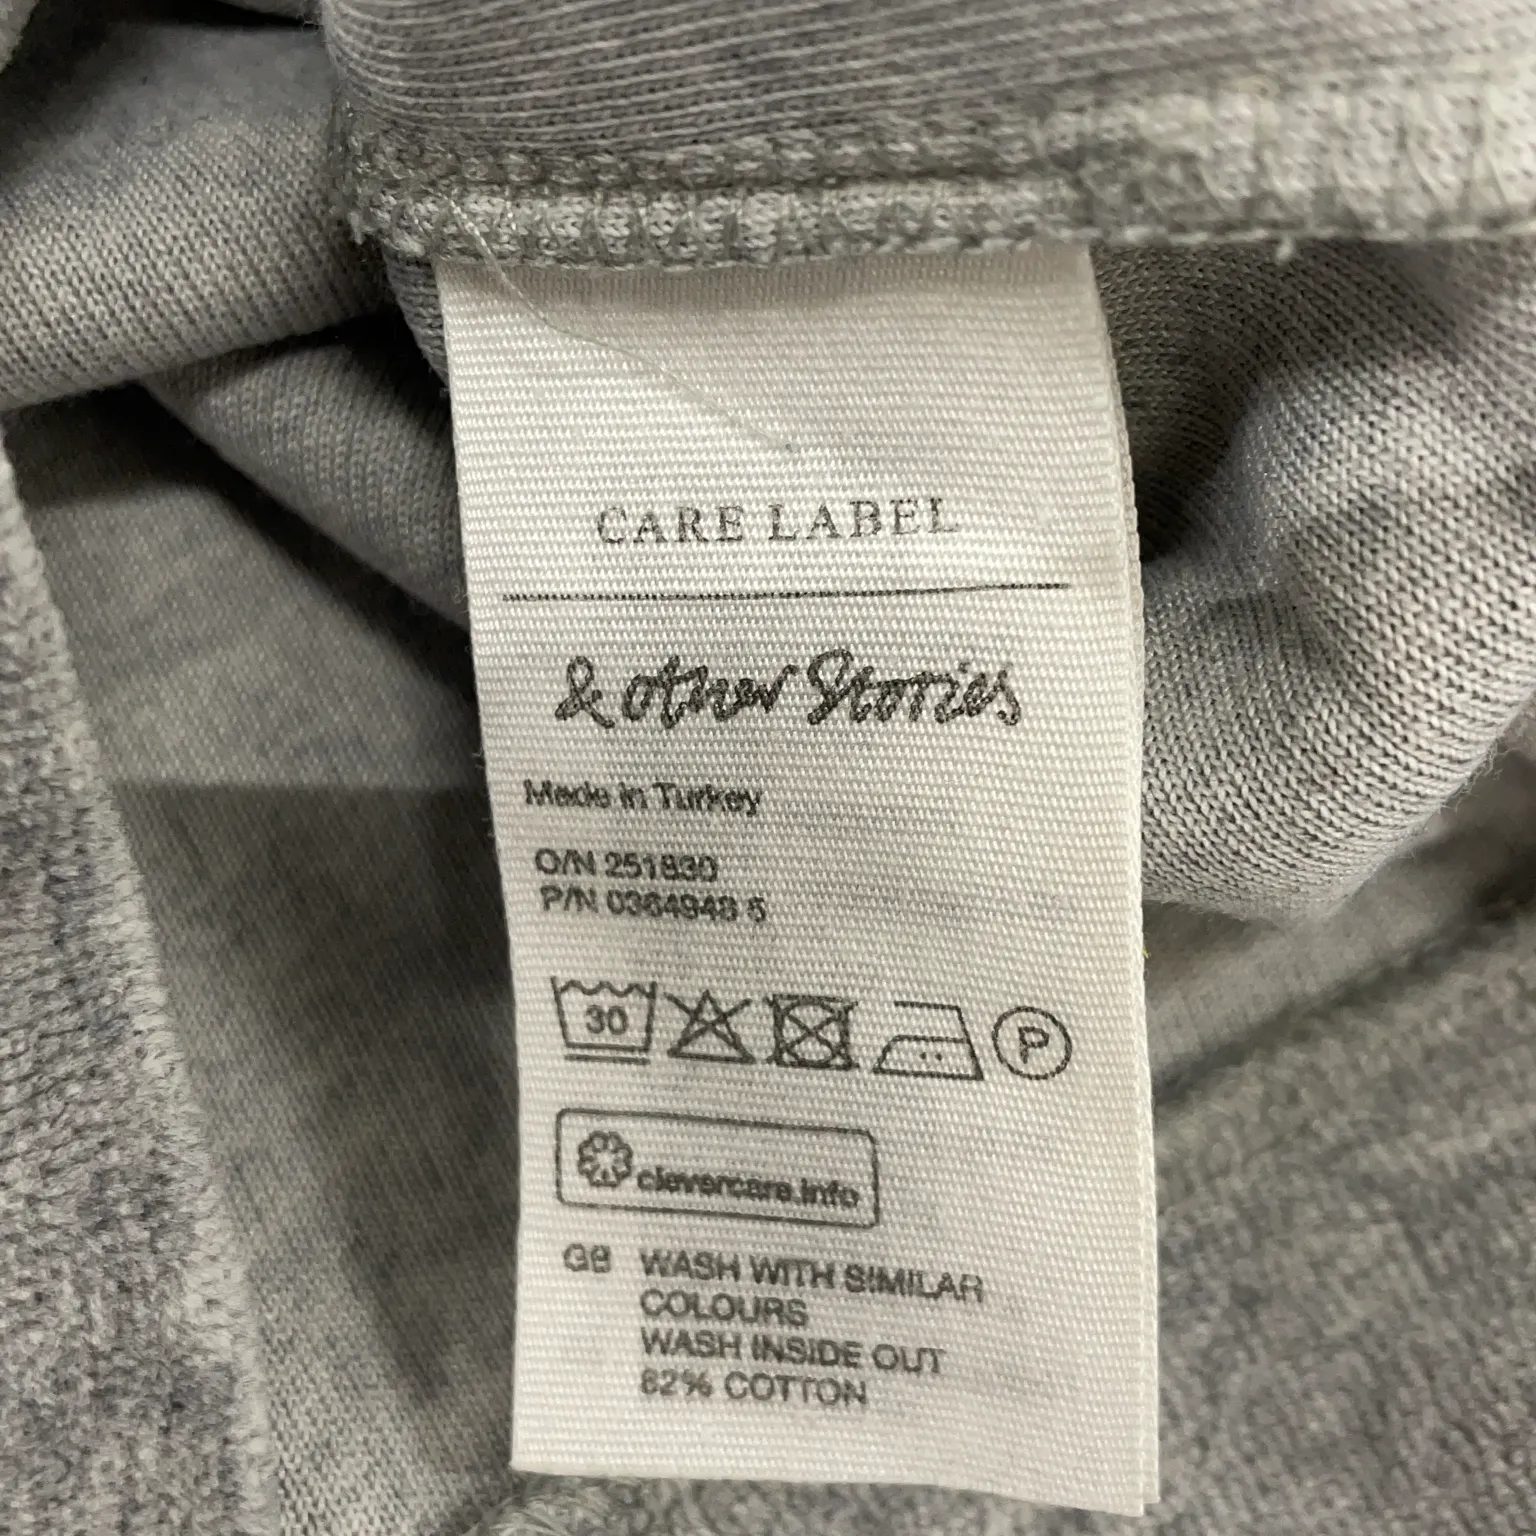 CARE LABEL
& other Stories
Made in Turkey
O/N 251830
P/N 0364948 5
30
P
clevercare.info
GB WASH WITH SIMILAR
COLOURS
WASH INSIDE OUT
82% COTTON